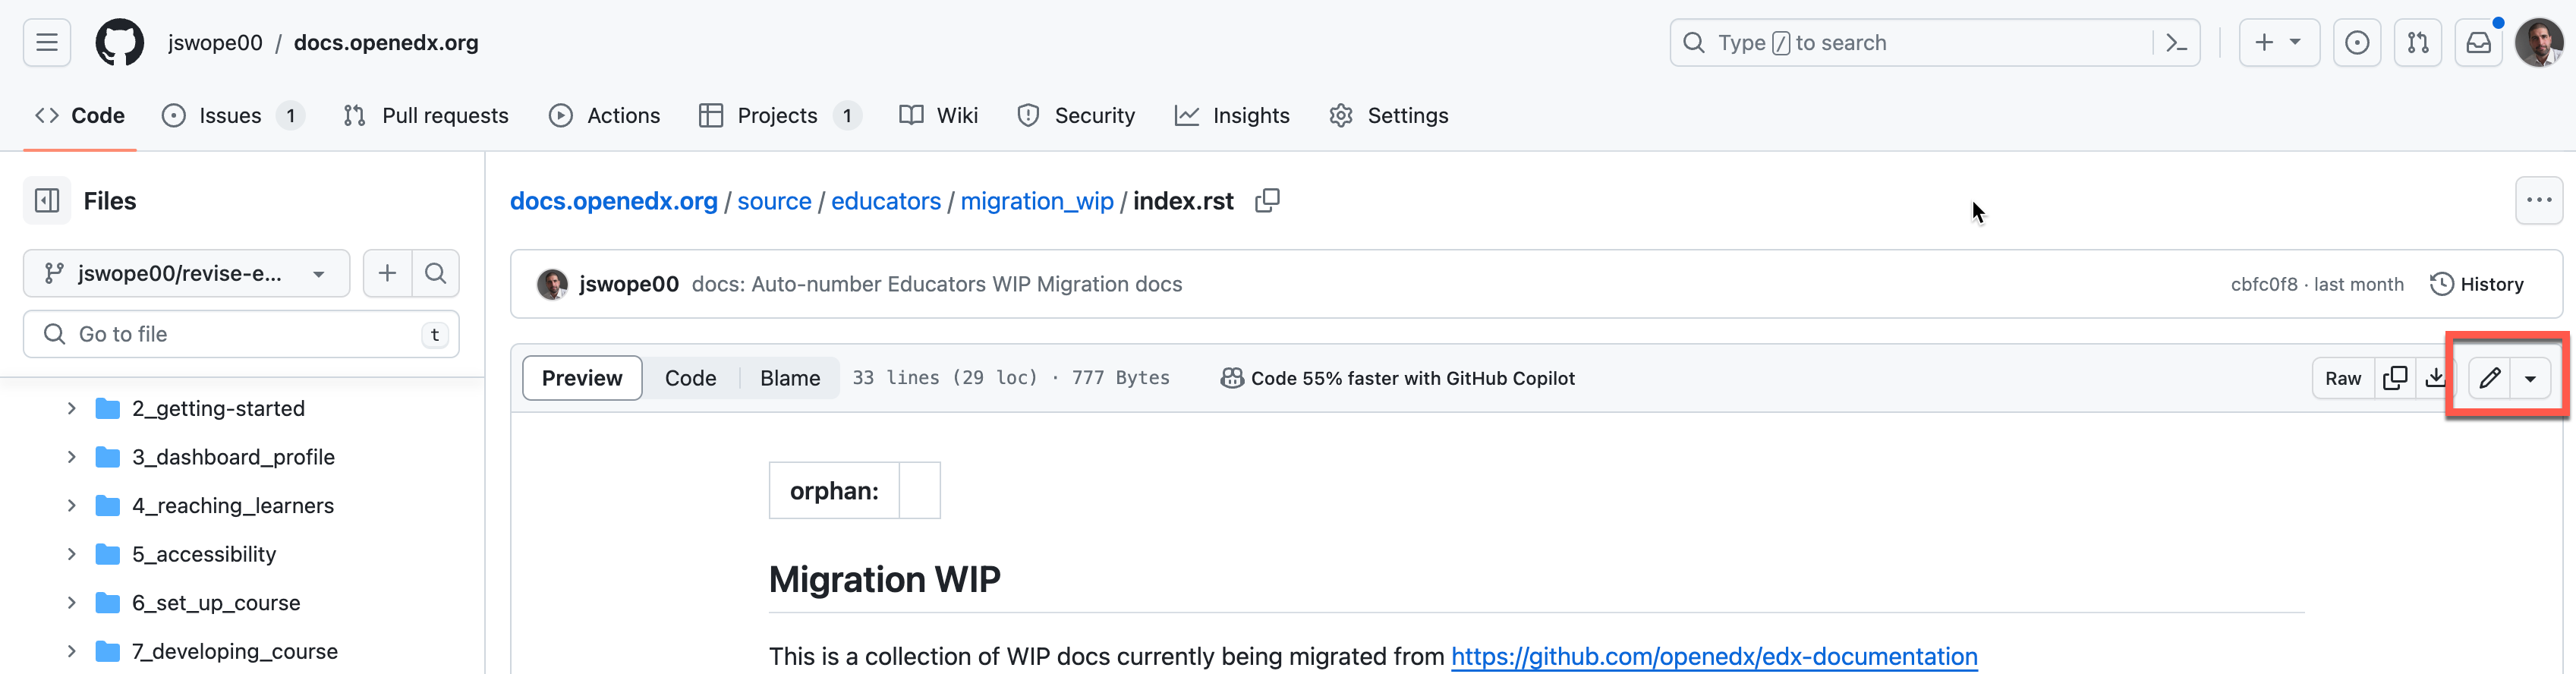 jswope00 / docs.openedx.org
Type / to search
Code Issues 1 Pull requests Actions Projects 1 Wiki Security Insights Settings
Files
jswope00/revise-e...
Go to file t
2_getting-started
3_dashboard_profile
4_reaching_learners
5_accessibility
6_set_up_course
7_developing_course
docs.openedx.org / source / educators / migration_wip / index.rst
jswope00 docs: Auto-number Educators WIP Migration docs cbfc0f8 · last month History
Preview Code Blame 33 lines (29 loc) · 777 Bytes Code 55% faster with GitHub Copilot Raw
orphan:
Migration WIP
This is a collection of WIP docs currently being migrated from https://github.com/openedx/edx-documentation